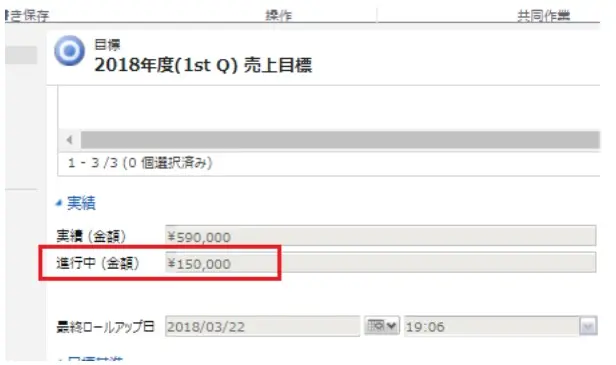 き保存 操作 共同作業
目標
2018年度(1st Q) 売上目標
1 - 3 /3 (0 個選択済み)
実績
実績 (金額) ¥590,000
進行中 (金額) ¥150,000
最終ロールアップ日 2018/03/22 19:06